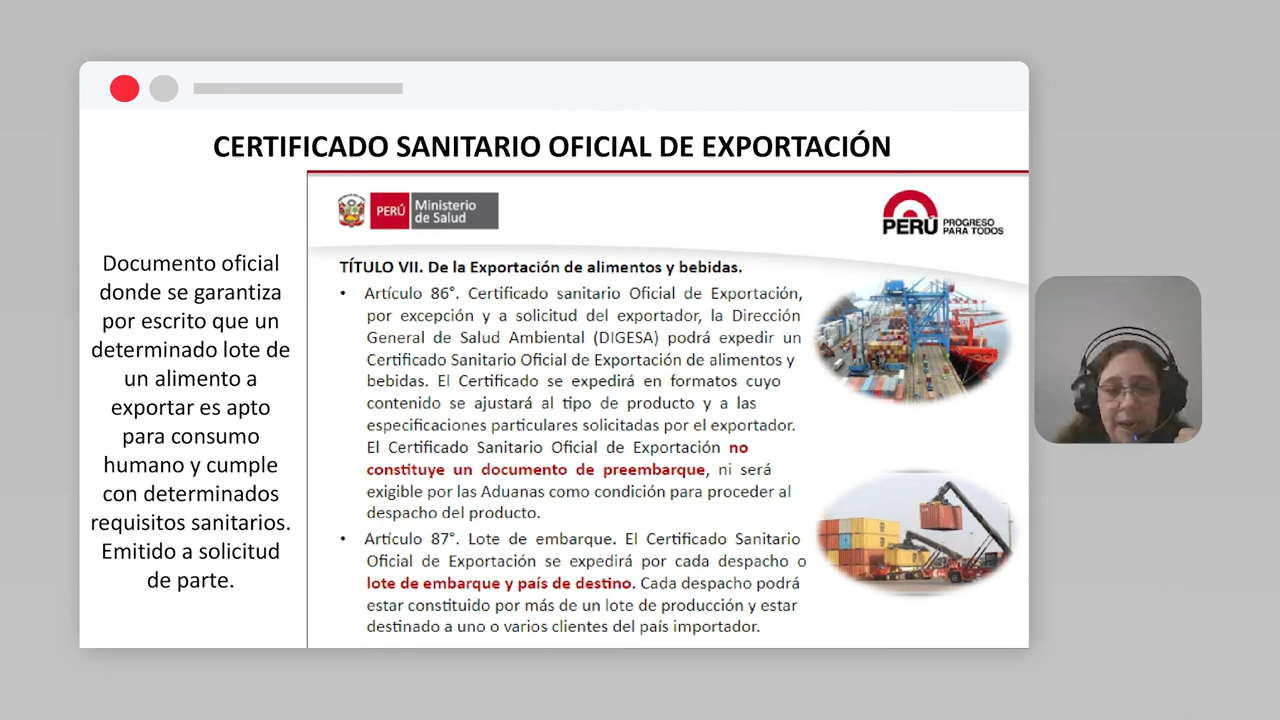 CERTIFICADO SANITARIO OFICIAL DE EXPORTACIÓN
PERÚ
Ministerio
de Salud
PERÚ
PROGRESO
PARA TODOS
Documento oficial
donde se garantiza
por escrito que un
determinado lote de
un alimento a
exportar es apto
para consumo
humano y cumple
con determinados
requisitos sanitarios.
Emitido a solicitud
de parte.
TÍTULO VII. De la Exportación de alimentos y bebidas.
• Artículo 86°. Certificado sanitario Oficial de Exportación,
por excepción y a solicitud del exportador, la Dirección
General de Salud Ambiental (DIGESA) podrá expedir un
Certificado Sanitario Oficial de Exportación de alimentos y
bebidas. El Certificado se expedirá en formatos cuyo
contenido se ajustará al tipo de producto y a las
especificaciones particulares solicitadas por el exportador.
El Certificado Sanitario Oficial de Exportación no
constituye un documento de preembarque, ni será
exigible por las Aduanas como condición para proceder al
despacho del producto.
• Artículo 87°. Lote de embarque. El Certificado Sanitario
Oficial de Exportación se expedirá por cada despacho o
lote de embarque y país de destino. Cada despacho podrá
estar constituido por más de un lote de producción y estar
destinado a uno o varios clientes del país importador.